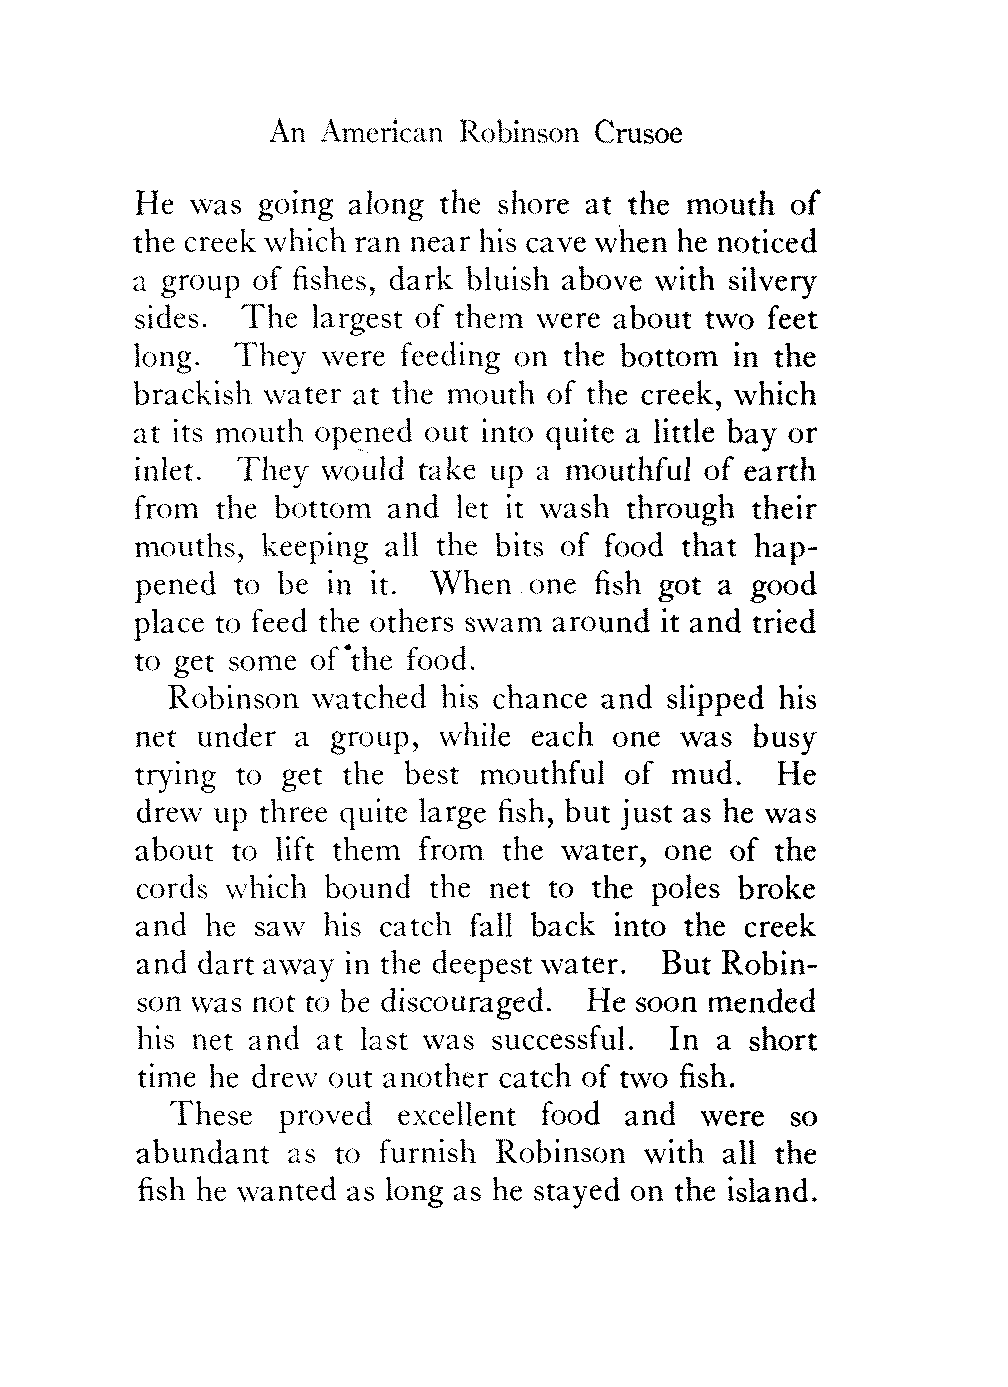 An American Robinson Crusoe
He was going along the shore at the mouth of
the creek which ran near his cave when he noticed
a group of fishes, dark bluish above with silvery
sides. The largest of them were about two feet
long. They were feeding on the bottom in the
brackish water at the mouth of the creek, which
at its mouth opened out into quite a little bay or
inlet. They would take up a mouthful of earth
from the bottom and let it wash through their
mouths, keeping all the bits of food that hap-
pened to be in it. When one fish got a good
place to feed the others swam around it and tried
to get some of the food.
Robinson watched his chance and slipped his
net under a group, while each one was busy
trying to get the best mouthful of mud. He
drew up three quite large fish, but just as he was
about to lift them from the water, one of the
cords which bound the net to the poles broke
and he saw his catch fall back into the creek
and dart away in the deepest water. But Robin-
son was not to be discouraged. He soon mended
his net and at last was successful. In a short
time he drew out another catch of two fish.
These proved excellent food and were so
abundant as to furnish Robinson with all the
fish he wanted as long as he stayed on the island.